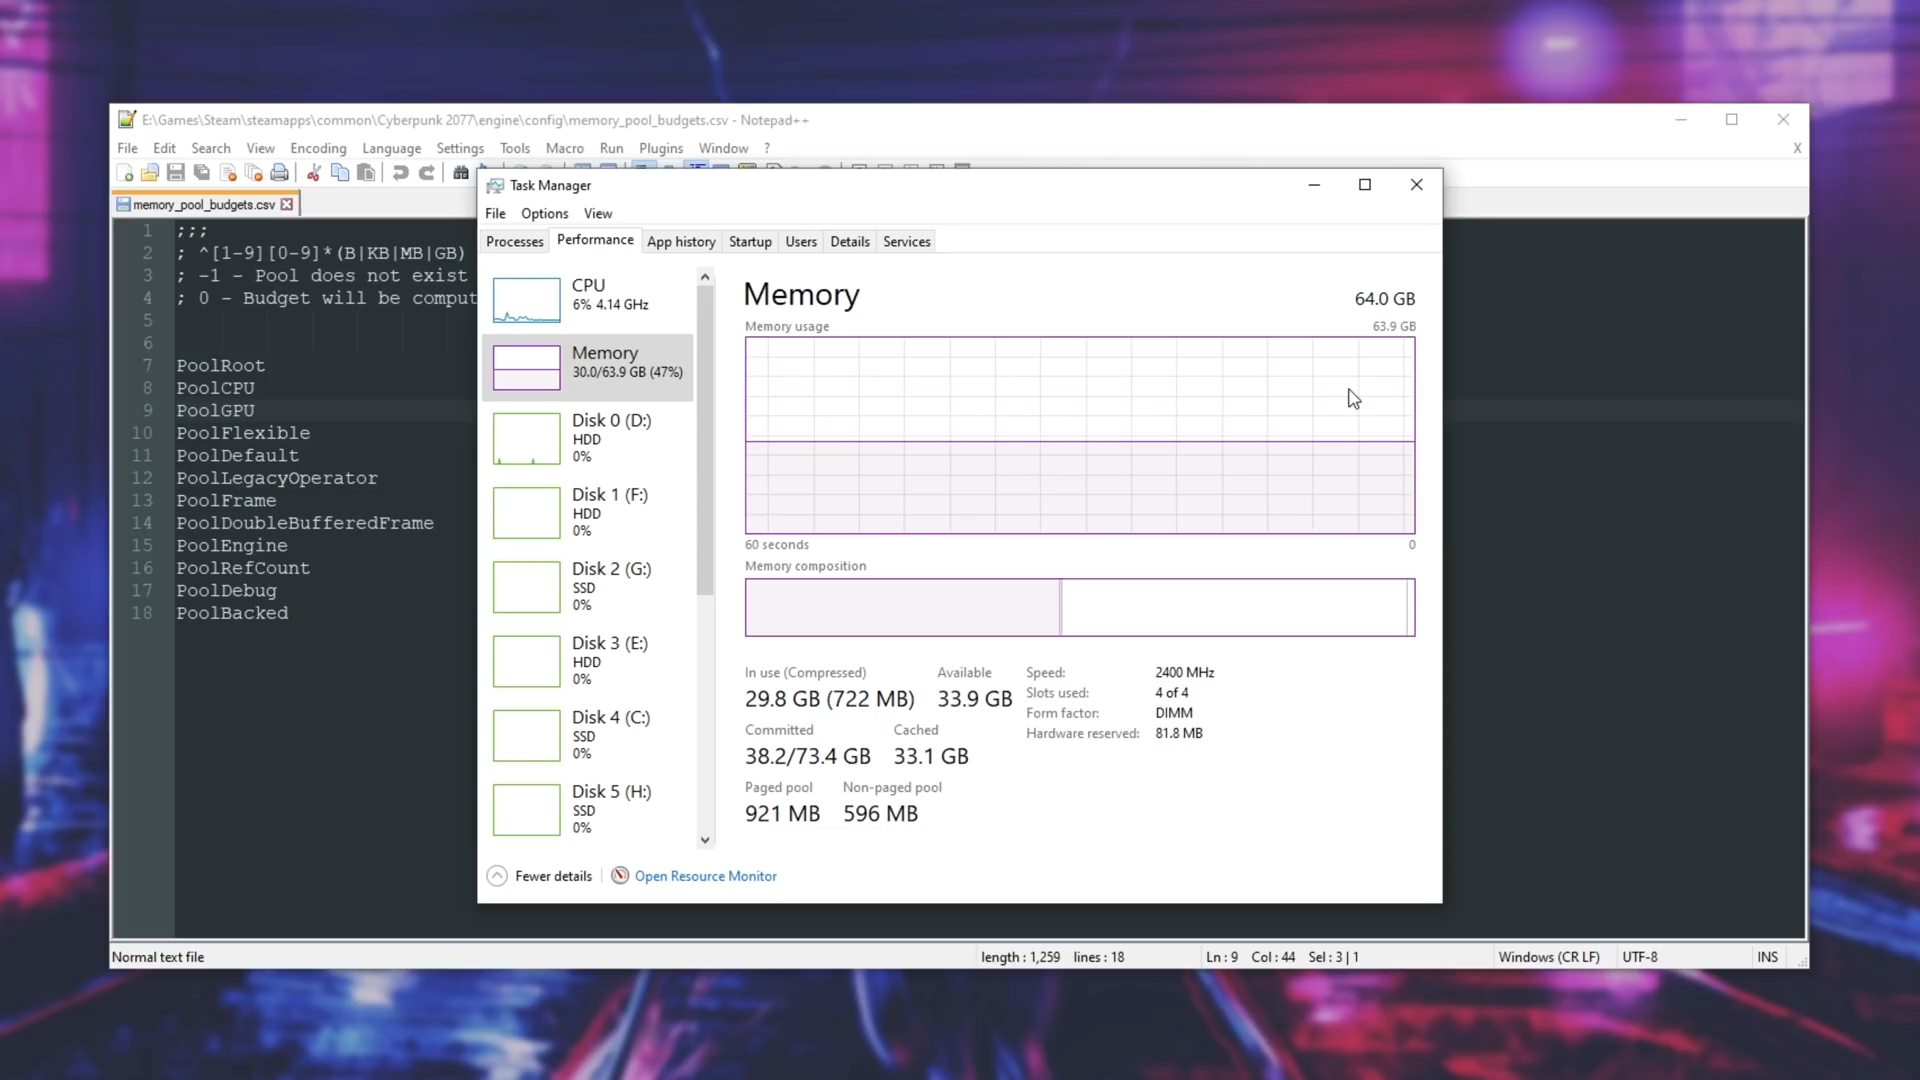 E:\Games\Steam\steamapps\common\Cyberpunk 2077\engine\config\memory_pool_budgets.csv - Notepad++
File Edit Search View Encoding Language Settings Tools Macro Run Plugins Window ? X
memory_pool_budgets.csv
1 ;;;
2 ; ^[1-9][0-9]*(B|KB|MB|GB)
3 ; -1 - Pool does not exist
4 ; 0 - Budget will be comput
5
6
7 PoolRoot
8 PoolCPU
9 PoolGPU
10 PoolFlexible
11 PoolDefault
12 PoolLegacyOperator
13 PoolFrame
14 PoolDoubleBufferedFrame
15 PoolEngine
16 PoolRefCount
17 PoolDebug
18 PoolBacked
Task Manager
File Options View
Processes Performance App history Startup Users Details Services
CPU
6% 4.14 GHz
Memory
30.0/63.9 GB (47%)
Disk 0 (D:)
HDD
0%
Disk 1 (F:)
HDD
0%
Disk 2 (G:)
SSD
0%
Disk 3 (E:)
HDD
0%
Disk 4 (C:)
SSD
0%
Disk 5 (H:)
SSD
0%
Memory 64.0 GB
Memory usage 63.9 GB
60 seconds 0
Memory composition
In use (Compressed) Available
29.8 GB (722 MB) 33.9 GB
Committed Cached
38.2/73.4 GB 33.1 GB
Paged pool Non-paged pool
921 MB 596 MB
Speed: 2400 MHz
Slots used: 4 of 4
Form factor: DIMM
Hardware reserved: 81.8 MB
Fewer details Open Resource Monitor
Normal text file length : 1,259 lines : 18 Ln : 9 Col : 44 Sel : 3 | 1 Windows (CR LF) UTF-8 INS